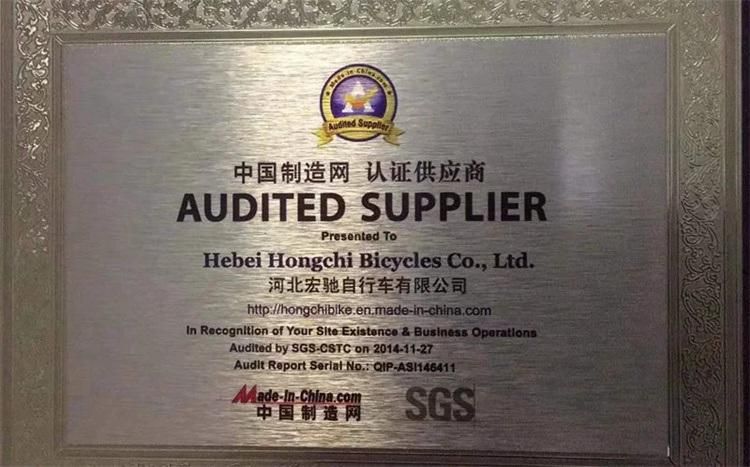 Made-in-China.com
Audited Supplier
中国制造网 认证供应商
AUDITED SUPPLIER
Presented To
Hebei Hongchi Bicycles Co., Ltd.
河北宏驰自行车有限公司
http://hongchibike.en.made-in-china.com
In Recognition of Your Site Existence & Business Operations
Audited by SGS-CSTC on 2014-11-27
Audit Report Serial No.: QIP-ASI146411
Made-in-China.com
中国制造网
SGS